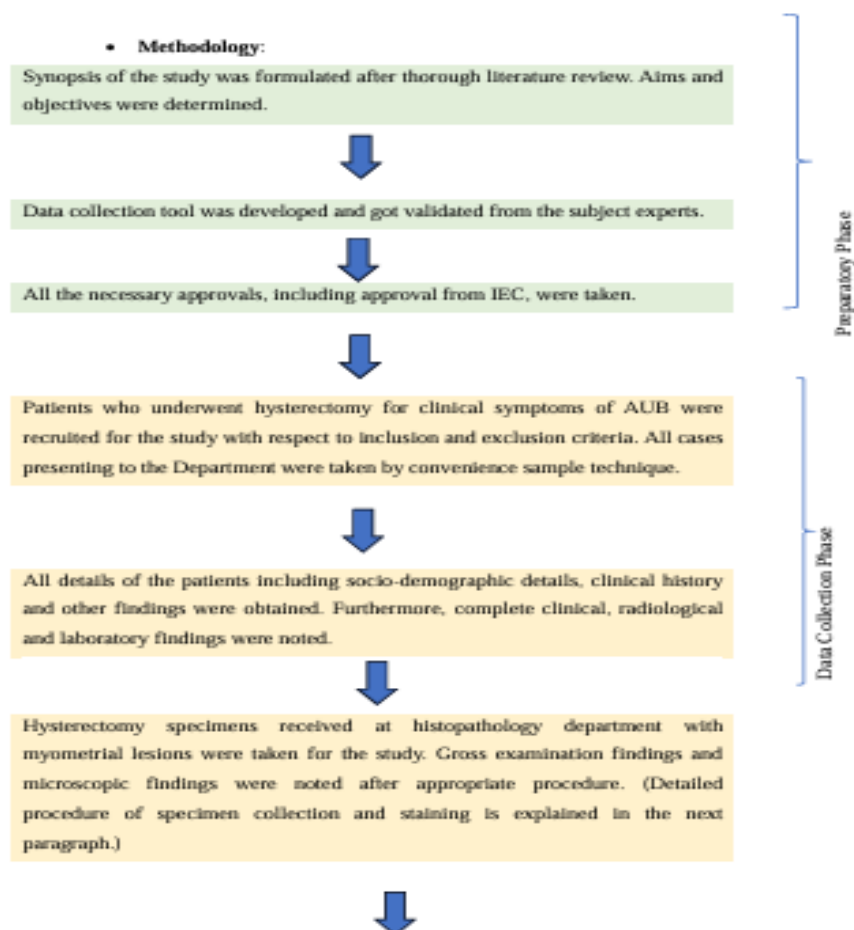 • Methodology:
Synopsis of the study was formulated after thorough literature review. Aims and
objectives were determined.
Data collection tool was developed and got validated from the subject experts.
All the necessary approvals, including approval from IEC, were taken.
Preparatory Phase
Patients who underwent hysterectomy for clinical symptoms of AUB were
recruited for the study with respect to inclusion and exclusion criteria. All cases
presenting to the Department were taken by convenience sample technique.
All details of the patients including socio-demographic details, clinical history
and other findings were obtained. Furthermore, complete clinical, radiological
and laboratory findings were noted.
Data Collection Phase
Hysterectomy specimens received at histopathology department with
myometrial lesions were taken for the study. Gross examination findings and
microscopic findings were noted after appropriate procedure. (Detailed
procedure of specimen collection and staining is explained in the next
paragraph.)